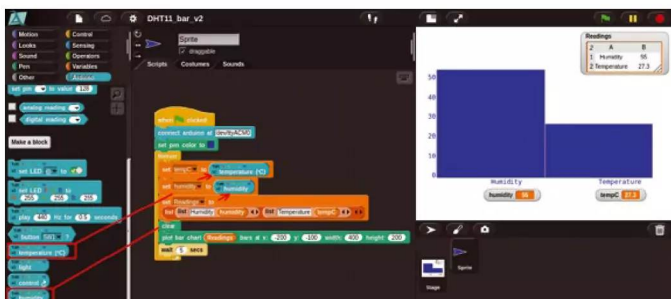 DHT11_bar_v2
Motion
Control
Looks
Sensing
Sound
Operators
Pen
Variables
Other
Arduino
set pin to value 128
analog reading
digital reading
Make a block
set LED
set LED to
255 255 255
play 440 Hz for 0.5 seconds
button SW1 ?
temperature (°C)
light
control
humidity
Sprite
draggable
Scripts Costumes Sounds
when clicked
connect arduino at /dev/ttyACM0
set pen color to
forever
set tempC to temperature (°C)
set humidity to humidity
set Readings to
list list Humidity humidity list Temperature tempC
clear
plot bar chart Readings bars at x: -200 y: -100 width: 400 height: 200
wait 5 secs
Readings
2 A B
1 Humidity 55
2 Temperature 27.3
50
40
30
20
10
Humidity Temperature
humidity 55 tempC 27.3
Stage
Sprite